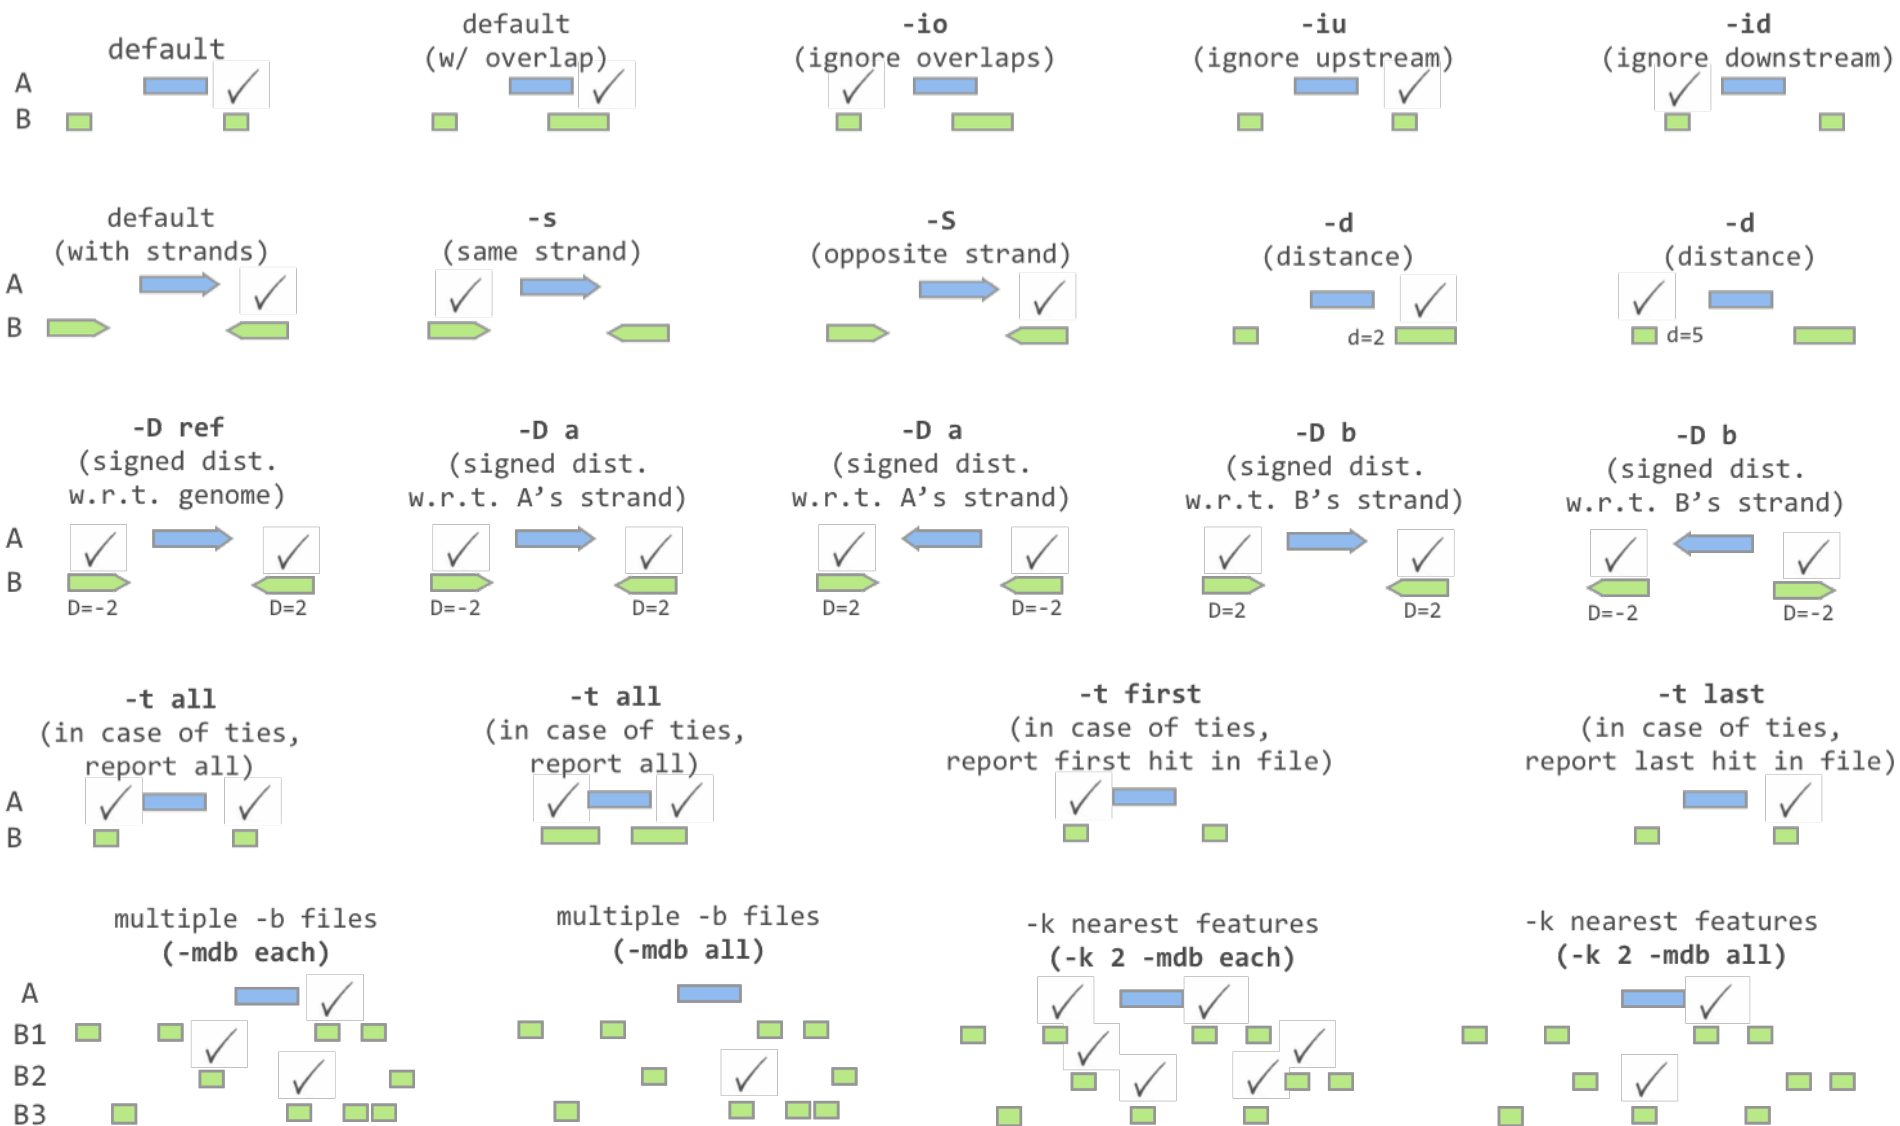 default
default
(w/ overlap)
-io
(ignore overlaps)
-iu
(ignore upstream)
-id
(ignore downstream)
A
B
default
(with strands)
-s
(same strand)
-S
(opposite strand)
-d
(distance)
-d
(distance)
A
B
d=2
d=5
-D ref
(signed dist.
w.r.t. genome)
-D a
(signed dist.
w.r.t. A’s strand)
-D a
(signed dist.
w.r.t. A’s strand)
-D b
(signed dist.
w.r.t. B’s strand)
-D b
(signed dist.
w.r.t. B’s strand)
A
B
D=-2
D=2
D=-2
D=2
D=2
D=-2
D=2
D=2
D=-2
D=-2
-t all
(in case of ties,
report all)
-t all
(in case of ties,
report all)
-t first
(in case of ties,
report first hit in file)
-t last
(in case of ties,
report last hit in file)
A
B
multiple -b files
(-mdb each)
multiple -b files
(-mdb all)
-k nearest features
(-k 2 -mdb each)
-k nearest features
(-k 2 -mdb all)
A
B1
B2
B3